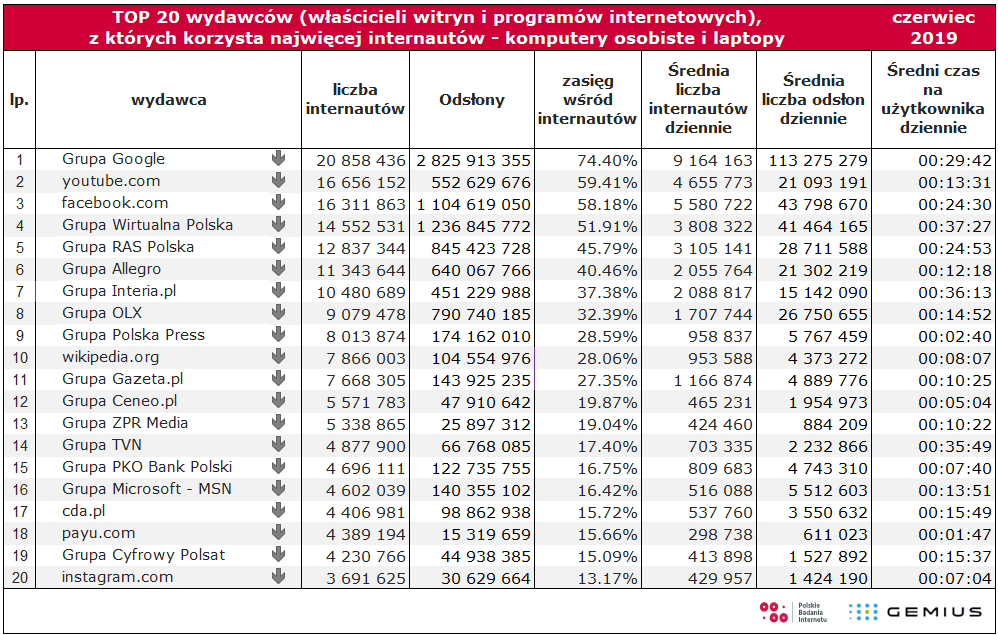 TOP 20 wydawców (właścicieli witryn i programów internetowych),
z których korzysta najwięcej internautów - komputery osobiste i laptopy
czerwiec
2019
lp.
wydawca
liczba
internautów
Odsłony
zasięg
wśród
internautów
Średnia
liczba
internautów
dziennie
Średnia
liczba odsłon
dziennie
Średni czas
na
użytkownika
dziennie
1 Grupa Google 20 858 436 2 825 913 355 74.40% 9 164 163 113 275 279 00:29:42
2 youtube.com 16 656 152 552 629 676 59.41% 4 655 773 21 093 191 00:13:31
3 facebook.com 16 311 863 1 104 619 050 58.18% 5 580 722 43 798 670 00:24:30
4 Grupa Wirtualna Polska 14 552 531 1 236 845 772 51.91% 3 808 322 41 464 165 00:37:27
5 Grupa RAS Polska 12 837 344 845 423 728 45.79% 3 105 141 28 711 588 00:24:53
6 Grupa Allegro 11 343 644 640 067 766 40.46% 2 055 764 21 302 219 00:12:18
7 Grupa Interia.pl 10 480 689 451 229 988 37.38% 2 088 817 15 142 090 00:36:13
8 Grupa OLX 9 079 478 790 740 185 32.39% 1 707 744 26 750 655 00:14:52
9 Grupa Polska Press 8 013 874 174 162 010 28.59% 958 837 5 767 459 00:02:40
10 wikipedia.org 7 866 003 104 554 976 28.06% 953 588 4 373 272 00:08:07
11 Grupa Gazeta.pl 7 668 305 143 925 235 27.35% 1 166 874 4 889 776 00:10:25
12 Grupa Ceneo.pl 5 571 783 47 910 642 19.87% 465 231 1 954 973 00:05:04
13 Grupa ZPR Media 5 338 865 25 897 312 19.04% 424 460 884 209 00:10:22
14 Grupa TVN 4 877 900 66 768 085 17.40% 703 335 2 232 866 00:35:49
15 Grupa PKO Bank Polski 4 696 111 122 735 755 16.75% 809 683 4 743 310 00:07:40
16 Grupa Microsoft - MSN 4 602 039 140 355 102 16.42% 516 088 5 512 603 00:13:51
17 cda.pl 4 406 981 98 862 938 15.72% 537 760 3 550 632 00:15:49
18 payu.com 4 389 194 15 319 659 15.66% 298 738 611 023 00:01:47
19 Grupa Cyfrowy Polsat 4 230 766 44 938 385 15.09% 413 898 1 527 892 00:15:37
20 instagram.com 3 691 625 30 629 664 13.17% 429 957 1 424 190 00:07:04
Polskie
Badania
Internetu
GEMIUS